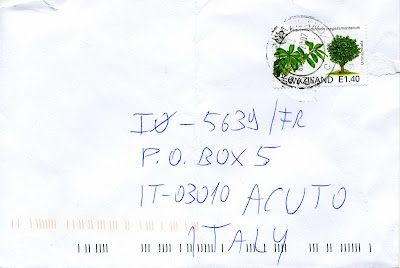 SWAZILAND E1.40
IØ-5639/FR
P.O. BOX 5
IT-03010 ACUTO
ITALY